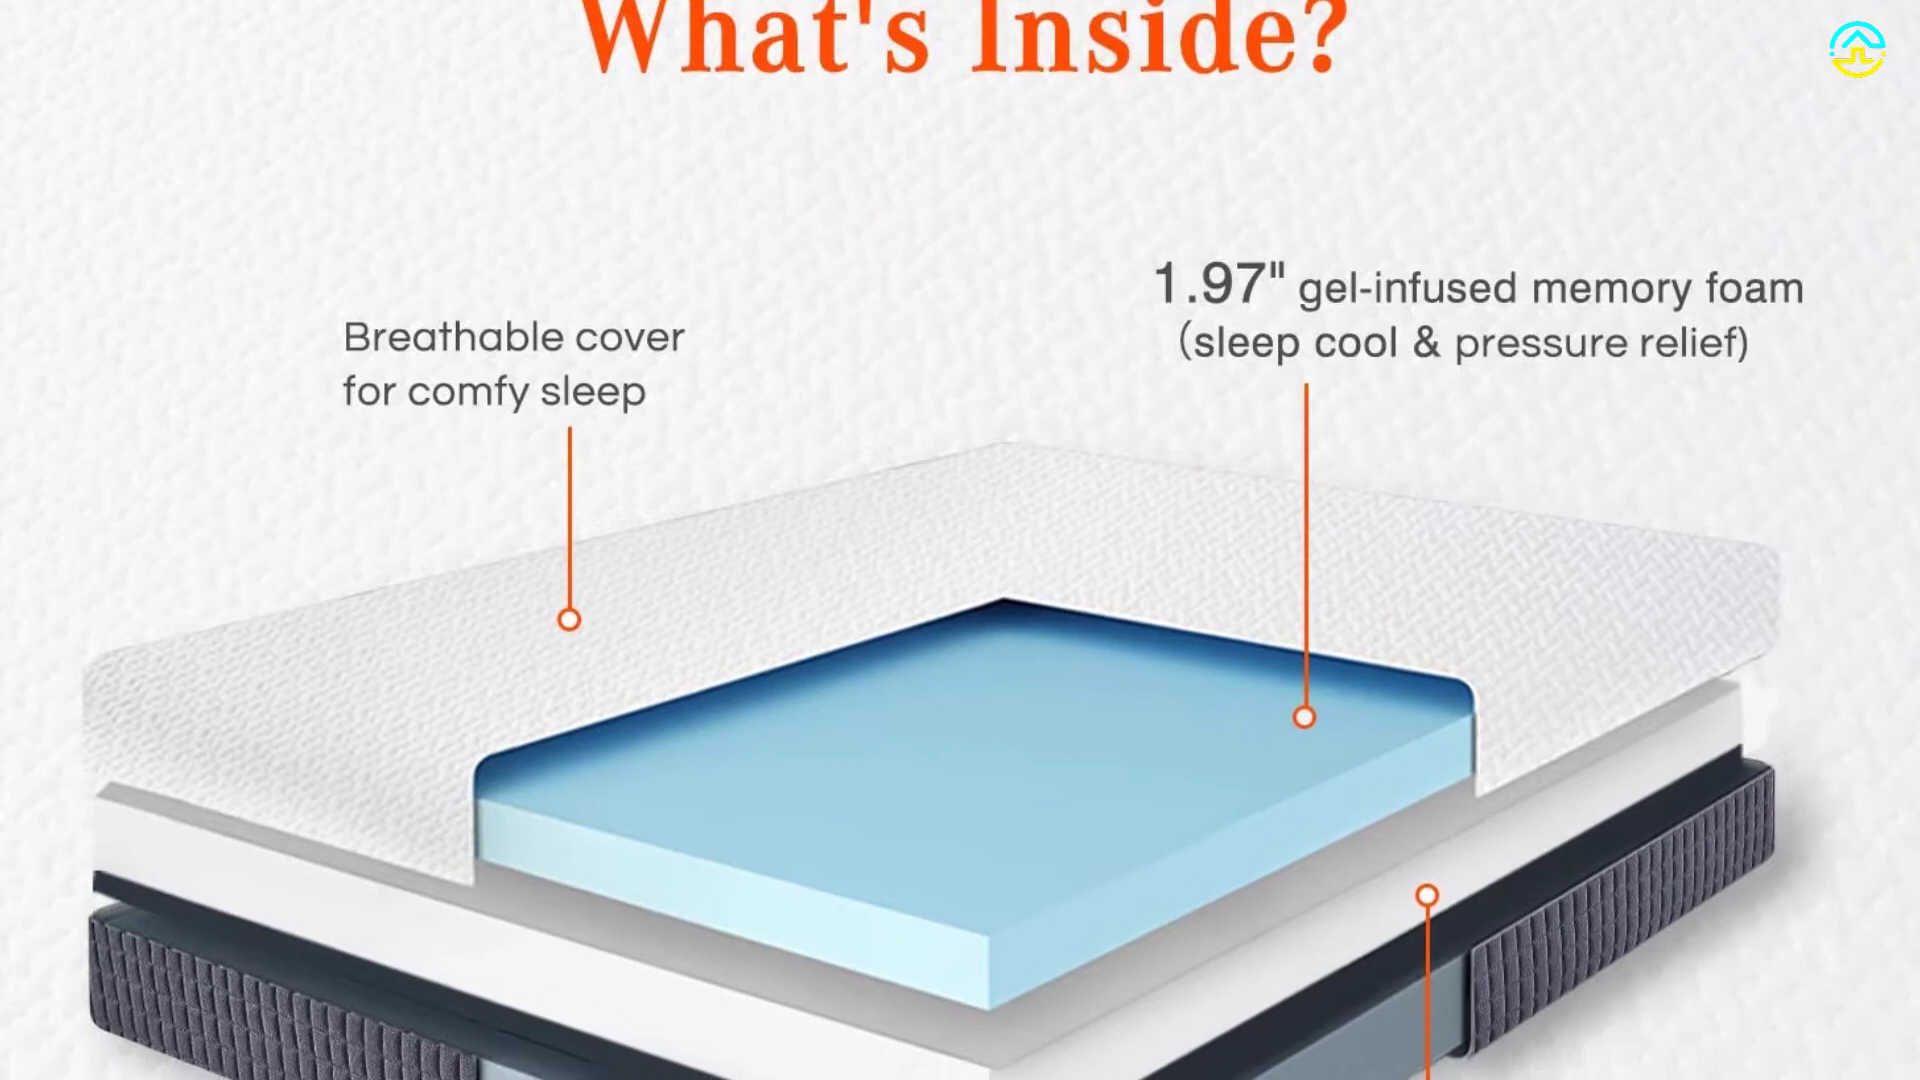 What's Inside?
Breathable cover
for comfy sleep
1.97" gel-infused memory foam
(sleep cool & pressure relief)